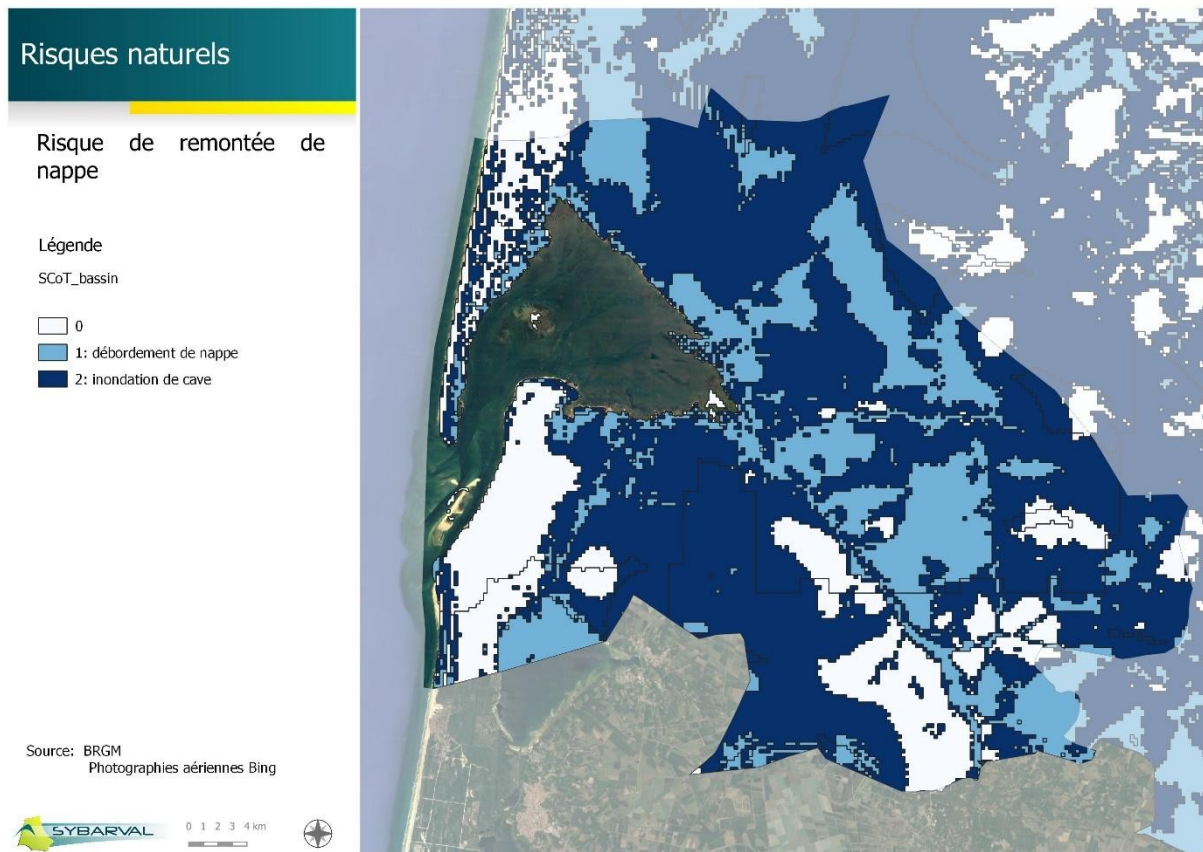 Risques naturels
Risque de remontée de
nappe
Légende
SCoT_bassin
0
1: débordement de nappe
2: inondation de cave
Source: BRGM
Photographies aériennes Bing
SYBARVAL
0 1 2 3 4 km